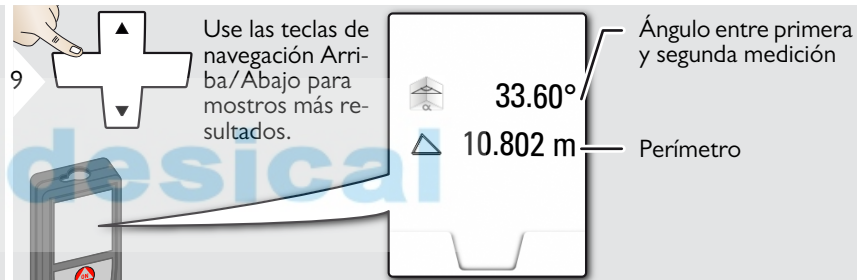 9
Use las teclas de
navegación Arri-
ba/Abajo para
mostros más re-
sultados.
33.60°
α
10.802 m
Ángulo entre primera
y segunda medición
Perímetro
desical
ON